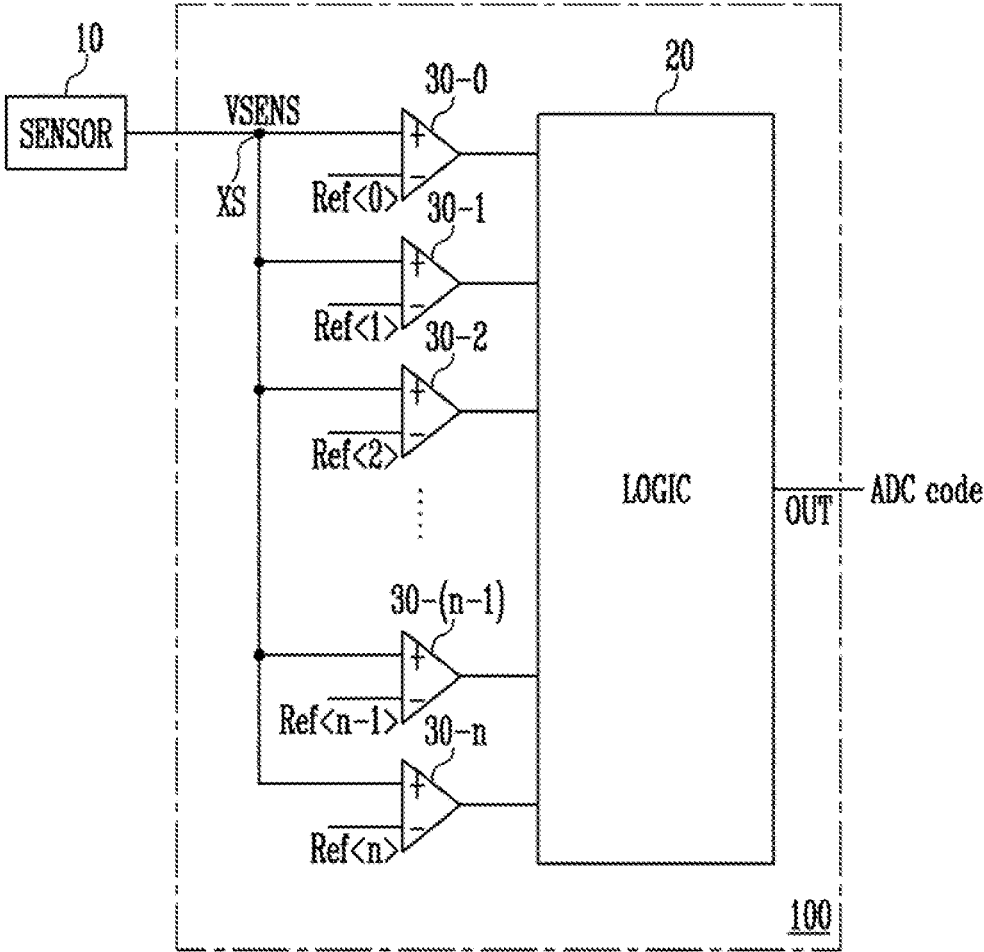 10
SENSOR
VSENS
XS
30-0
+
−
Ref<0>
30-1
+
−
Ref<1>
30-2
+
−
Ref<2>
30-(n-1)
+
−
Ref<n-1>
30-n
+
−
Ref<n>
20
LOGIC
OUT
ADC code
100